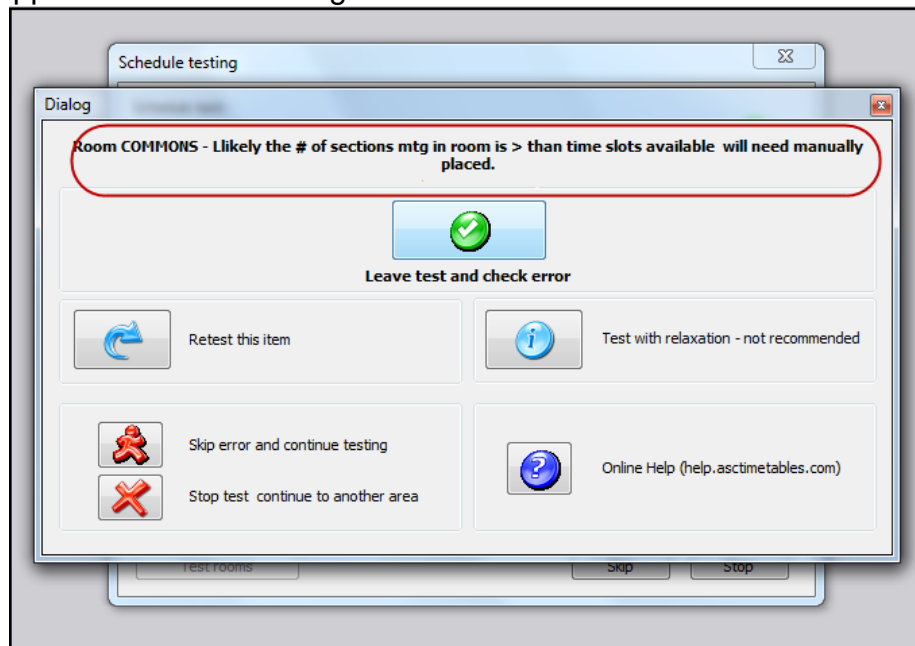 Schedule testing
Dialog
Room COMMONS - Llikely the # of sections mtg in room is > than time slots available will need manually
placed.
Leave test and check error
Retest this item
Test with relaxation - not recommended
Skip error and continue testing
Online Help (help.asctimetables.com)
Stop test continue to another area
Test rooms
Skip
Stop